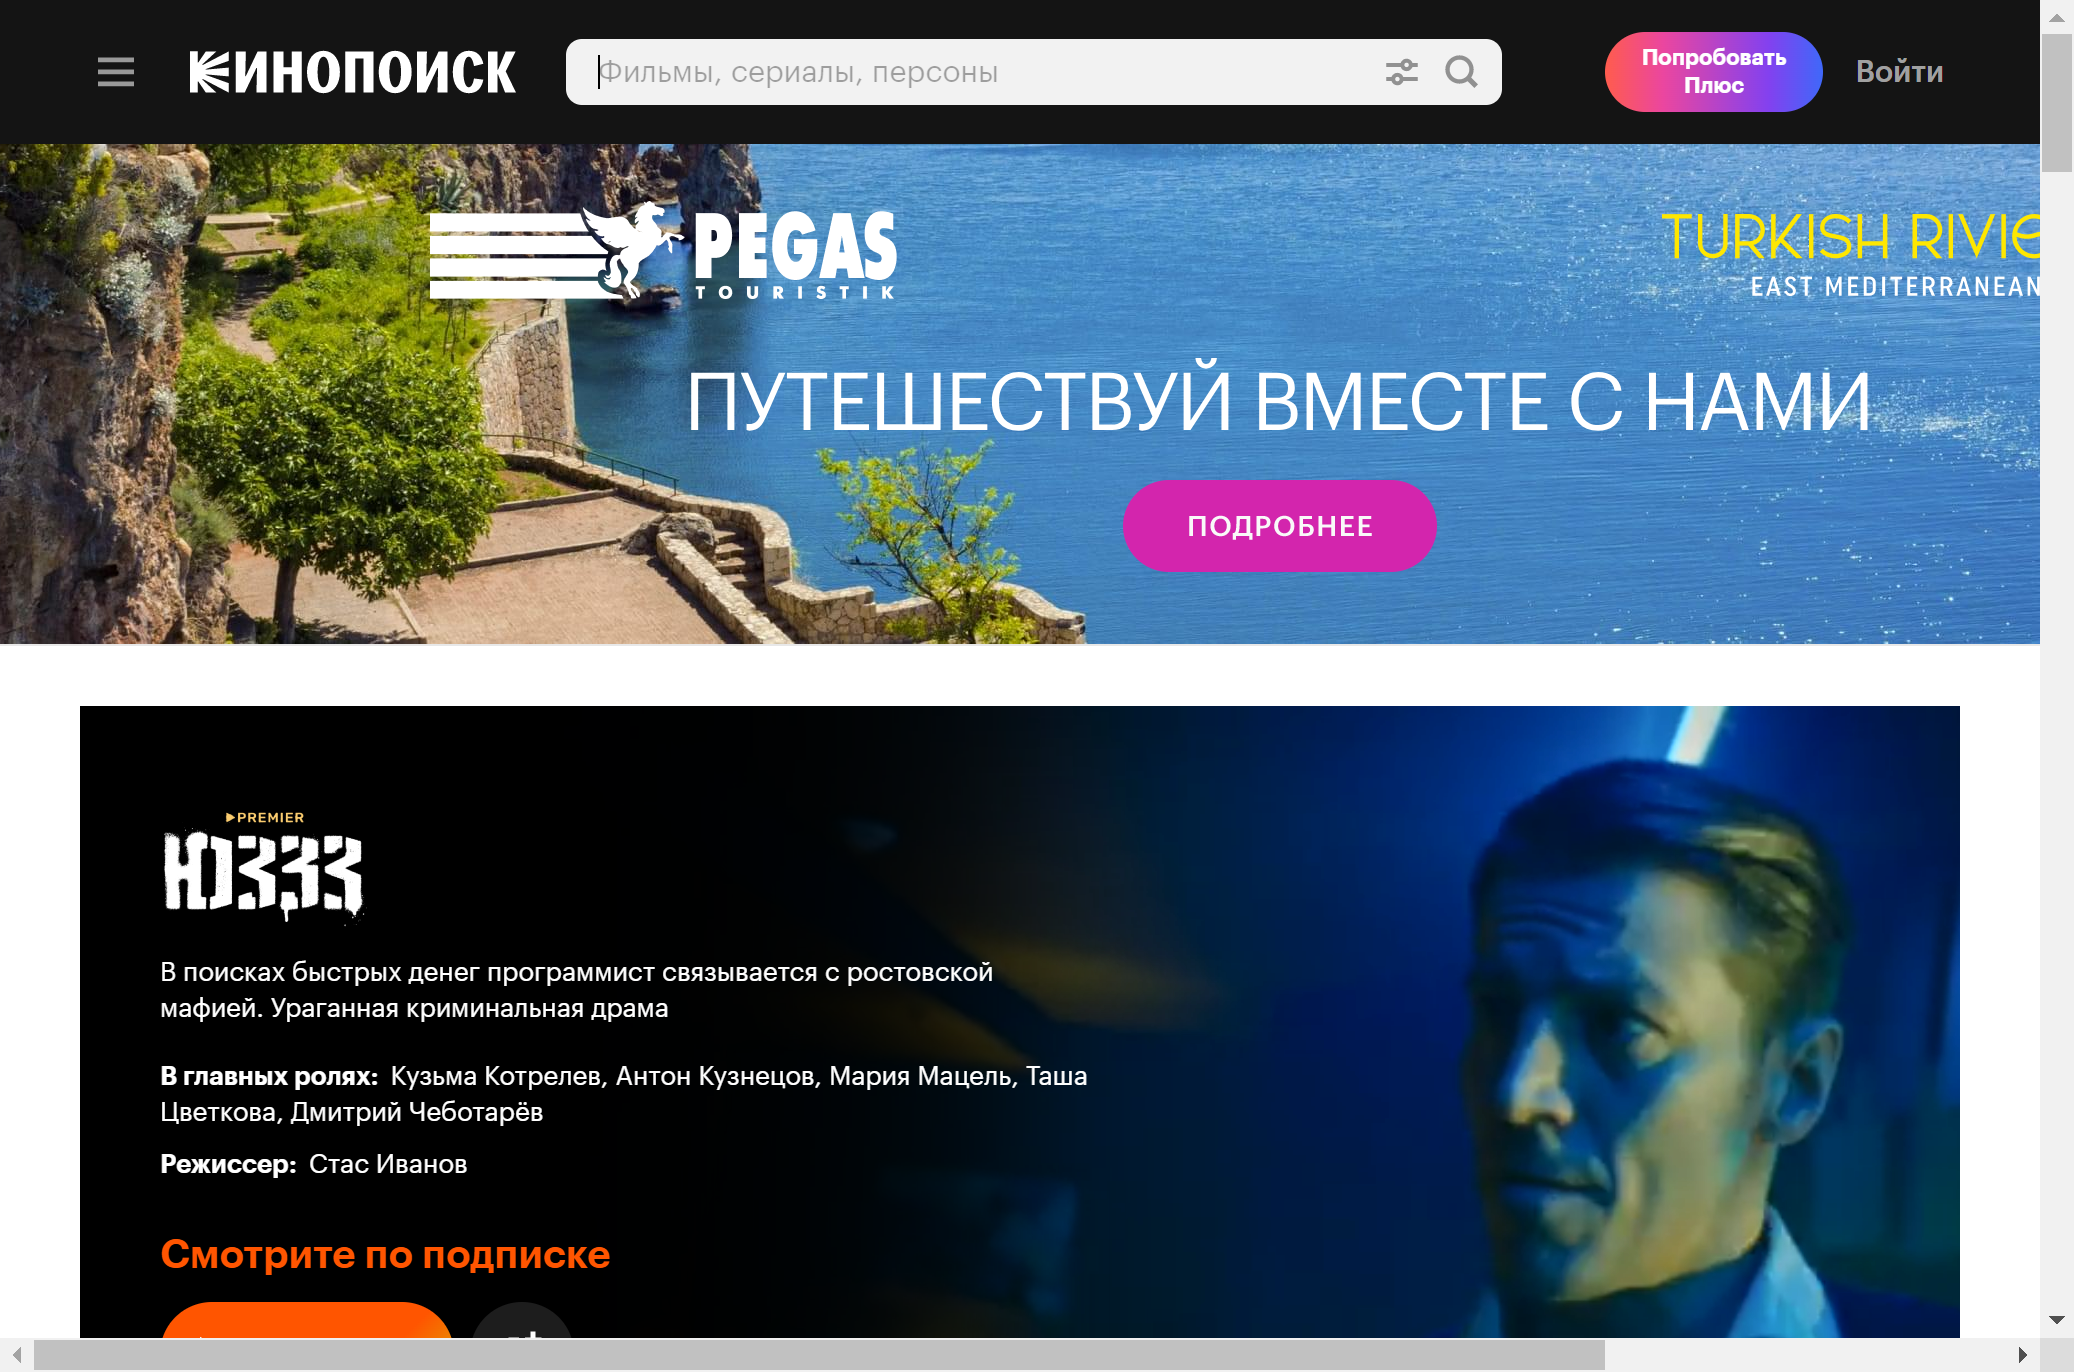 КИНОПОИСК
Фильмы, сериалы, персоны
Попробовать
Плюс
Войти
PEGAS
TOURISTIK
TURKISH RIVIE
EAST MEDITERRANEAN
ПУТЕШЕСТВУЙ ВМЕСТЕ С НАМИ
ПОДРОБНЕЕ
PREMIER
ЮЗЗЗ
В поисках быстрых денег программист связывается с ростовской
мафией. Ураганная криминальная драма
В главных ролях: Кузьма Котрелев, Антон Кузнецов, Мария Мацель, Таша
Цветкова, Дмитрий Чеботарёв
Режиссер: Стас Иванов
Смотрите по подписке